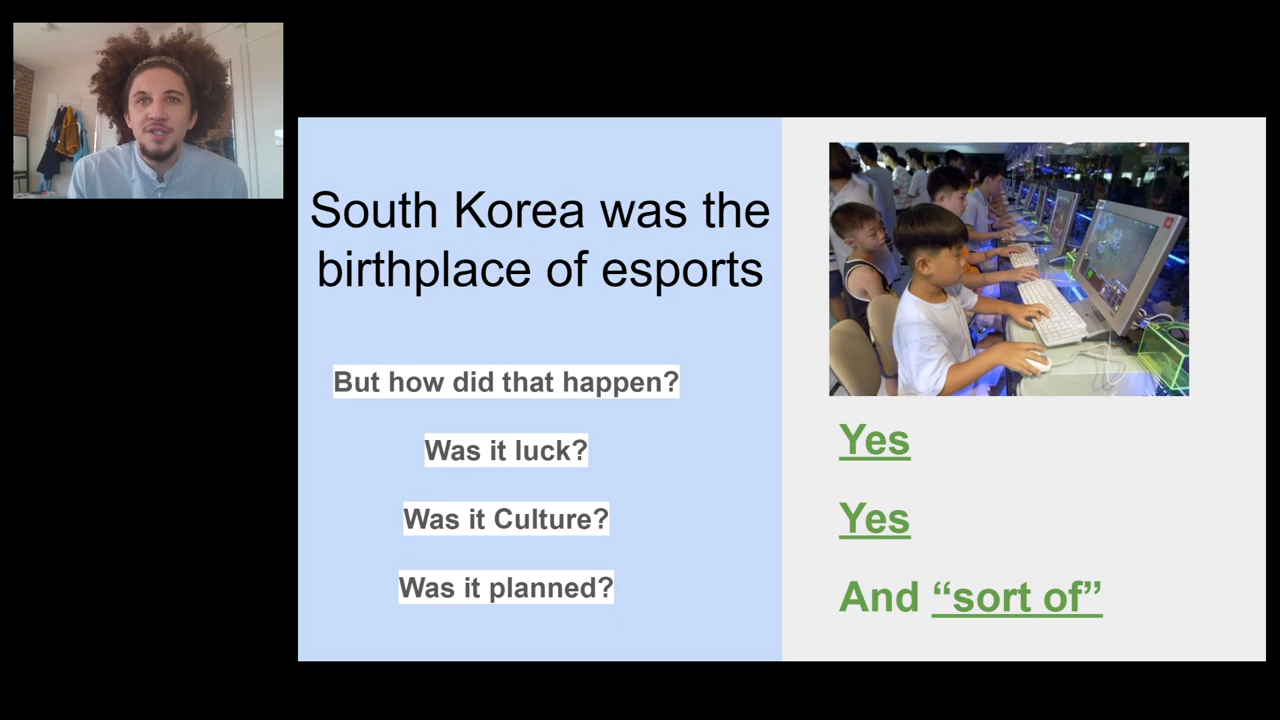 South Korea was the
birthplace of esports
But how did that happen?
Was it luck?
Was it Culture?
Was it planned?
Yes
Yes
And “sort of”